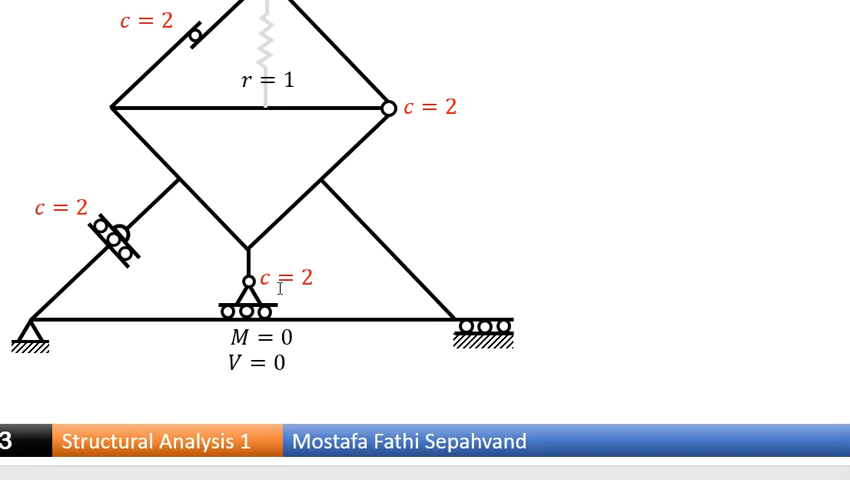 c = 2
r = 1
c = 2
c = 2
c = 2
M = 0
V = 0
3 Structural Analysis 1 Mostafa Fathi Sepahvand